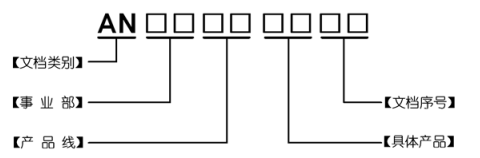 AN□□□□ □□□□
【文档类别】
【事 业 部】
【文档序号】
【产 品 线】
【具体产品】